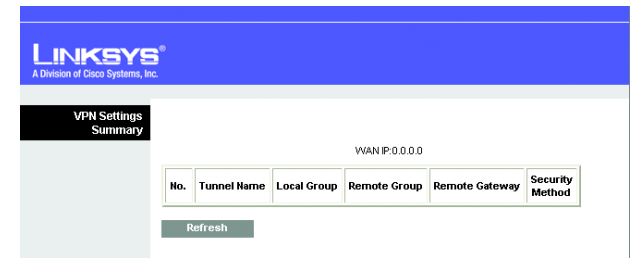 LINKSYS®
A Division of Cisco Systems, Inc.
VPN Settings
Summary
WAN IP:0.0.0.0
No. Tunnel Name Local Group Remote Group Remote Gateway Security Method
Refresh